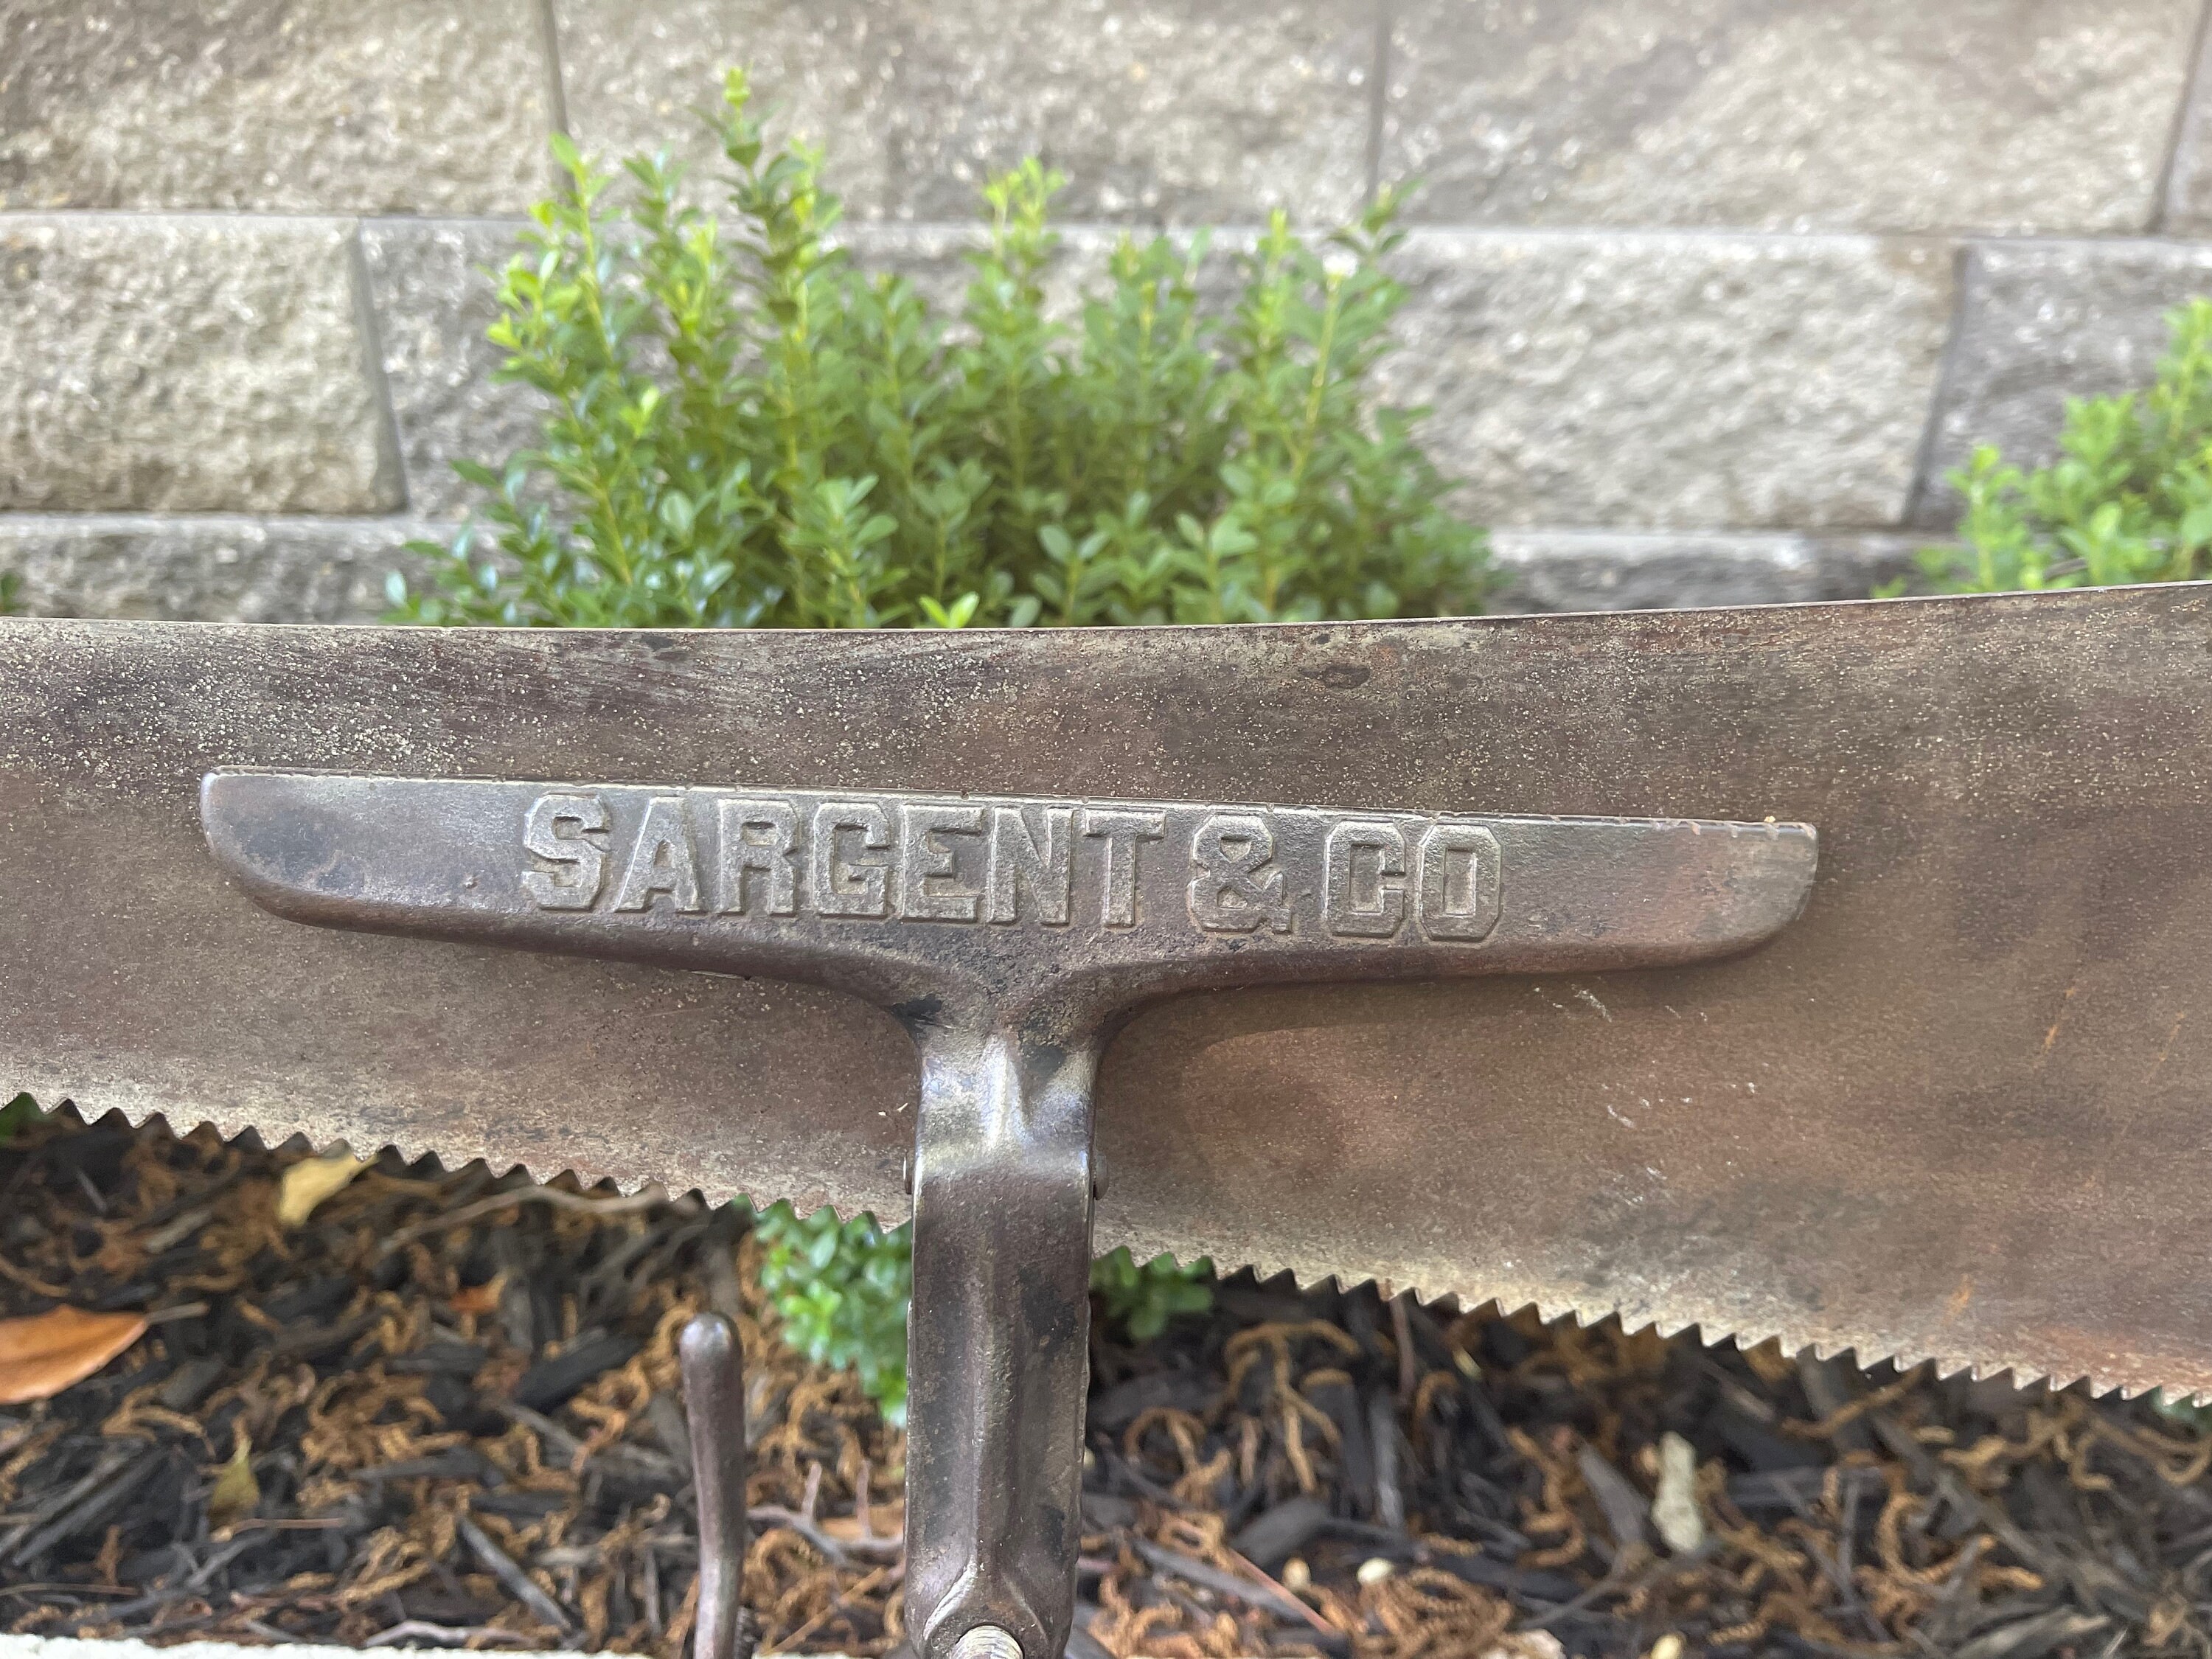 SARGENT & CO